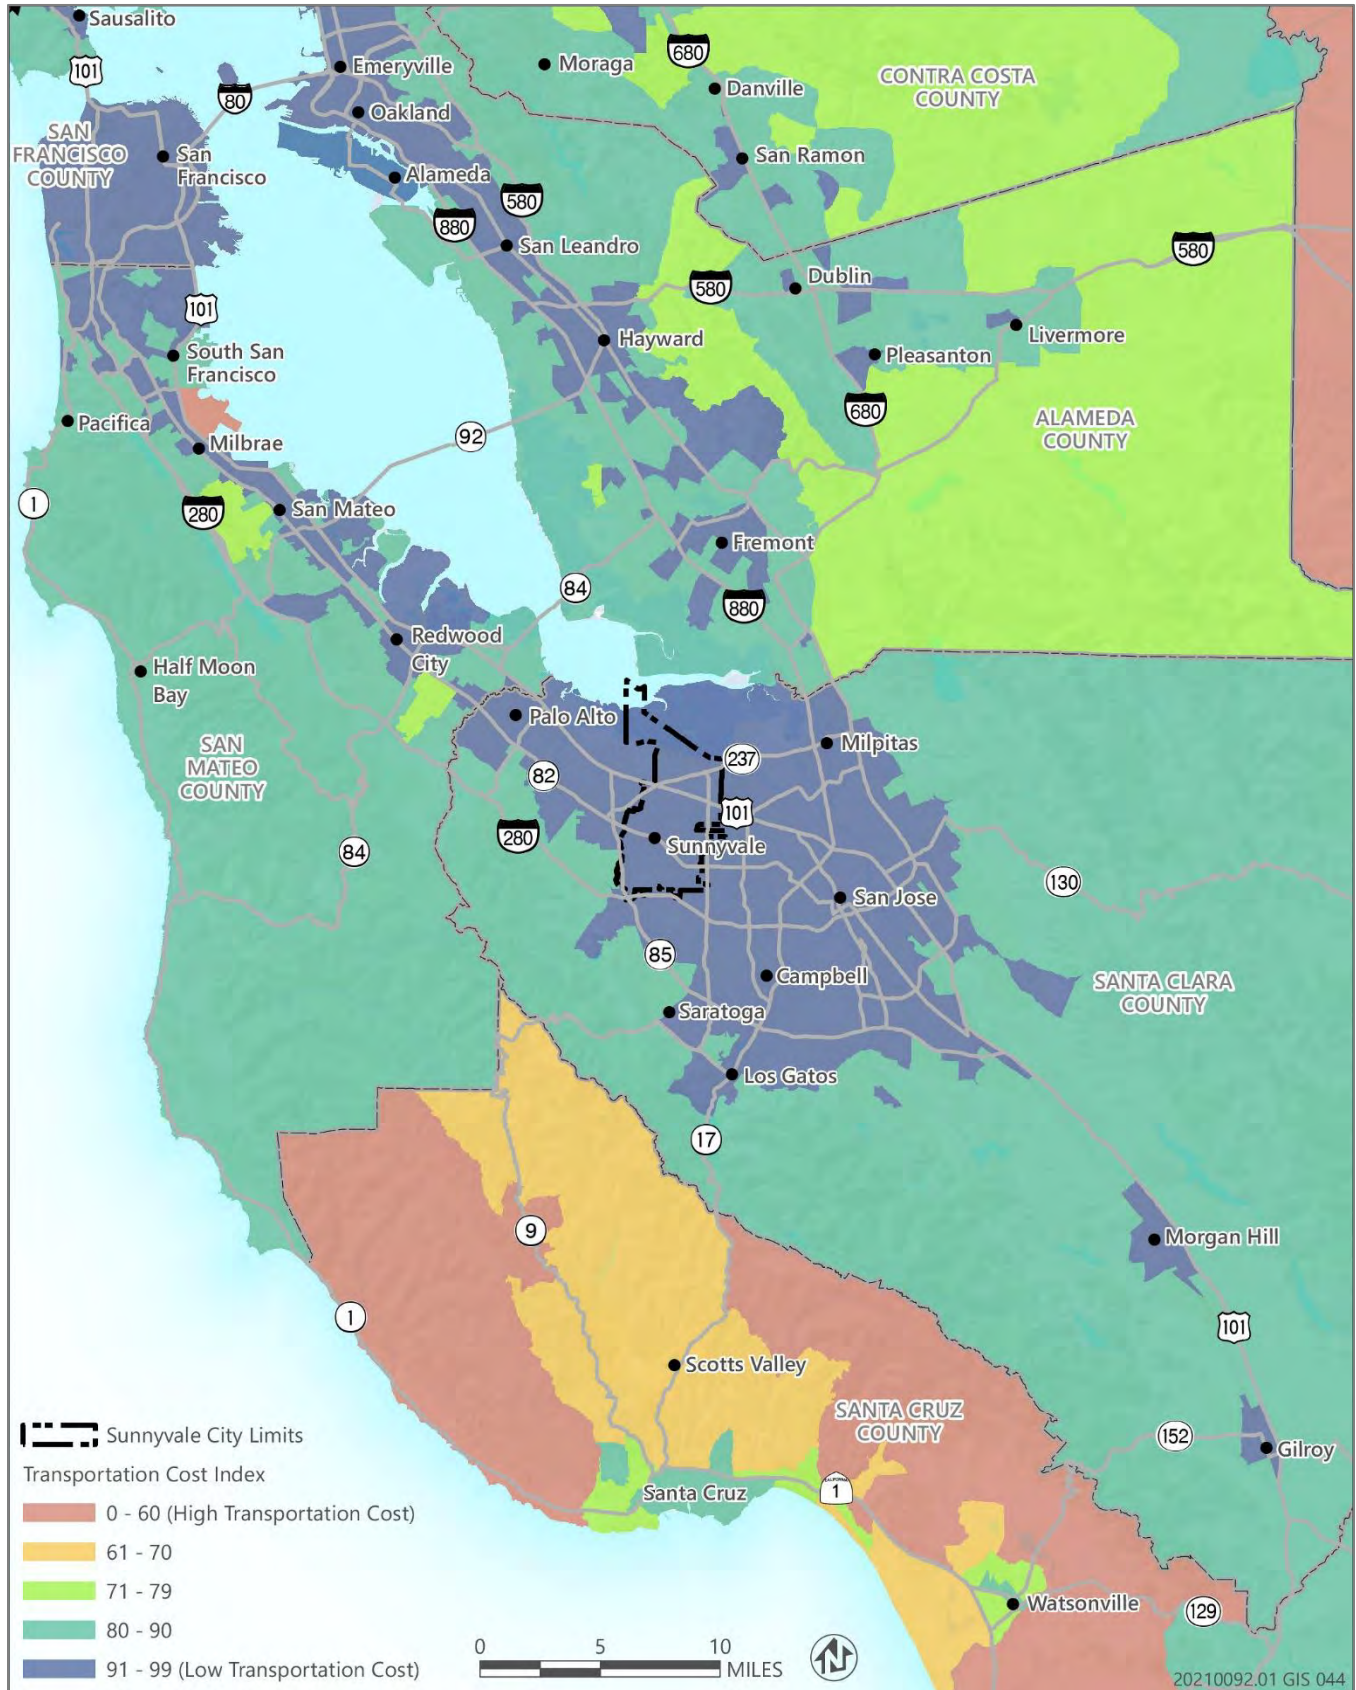 Sausalito
101
Emeryville
Moraga
680
CONTRA COSTA
COUNTY
Danville
80
Oakland
SAN
FRANCISCO
COUNTY
San
Francisco
San Ramon
Alameda
580
880
San Leandro
580
Dublin
580
101
Hayward
Livermore
South San
Francisco
Pleasanton
680
Pacifica
Milbrae
92
ALAMEDA
COUNTY
1
280
San Mateo
Fremont
84
880
Redwood
City
Half Moon
Bay
Palo Alto
SAN
MATEO
COUNTY
237
Milpitas
82
101
280
Sunnyvale
84
130
San Jose
85
Campbell
SANTA CLARA
COUNTY
Saratoga
Los Gatos
17
9
Morgan Hill
1
101
Scotts Valley
SANTA CRUZ
COUNTY
152
Gilroy
Santa Cruz
CALIFORNIA
1
Watsonville
129
Sunnyvale City Limits
Transportation Cost Index
0 - 60 (High Transportation Cost)
61 - 70
71 - 79
80 - 90
91 - 99 (Low Transportation Cost)
0 5 10
MILES
N
20210092.01 GIS 044